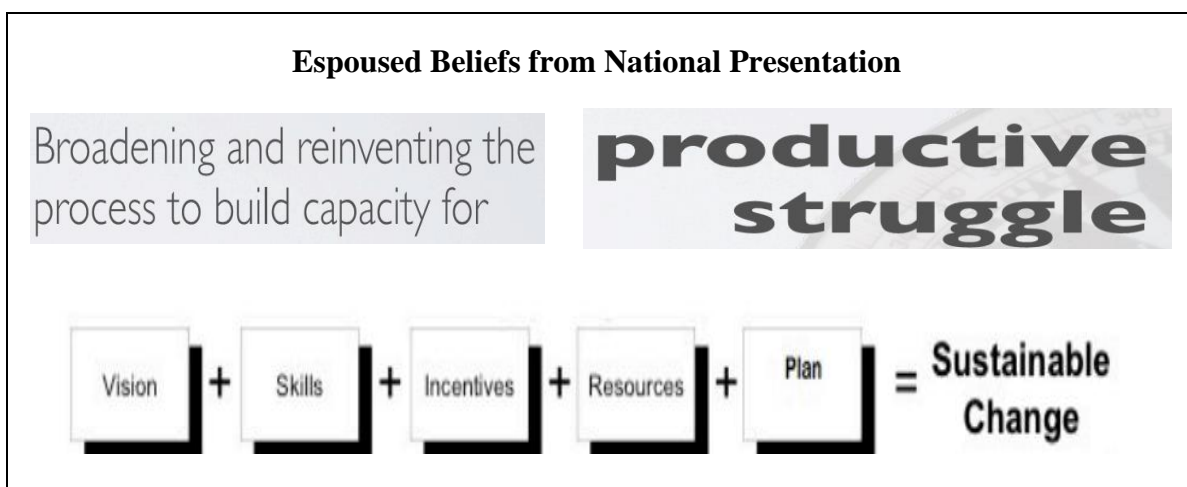 Espoused Beliefs from National Presentation
Broadening and reinventing the
process to build capacity for
productive
struggle
Vision + Skills + Incentives + Resources + Plan = Sustainable
Change